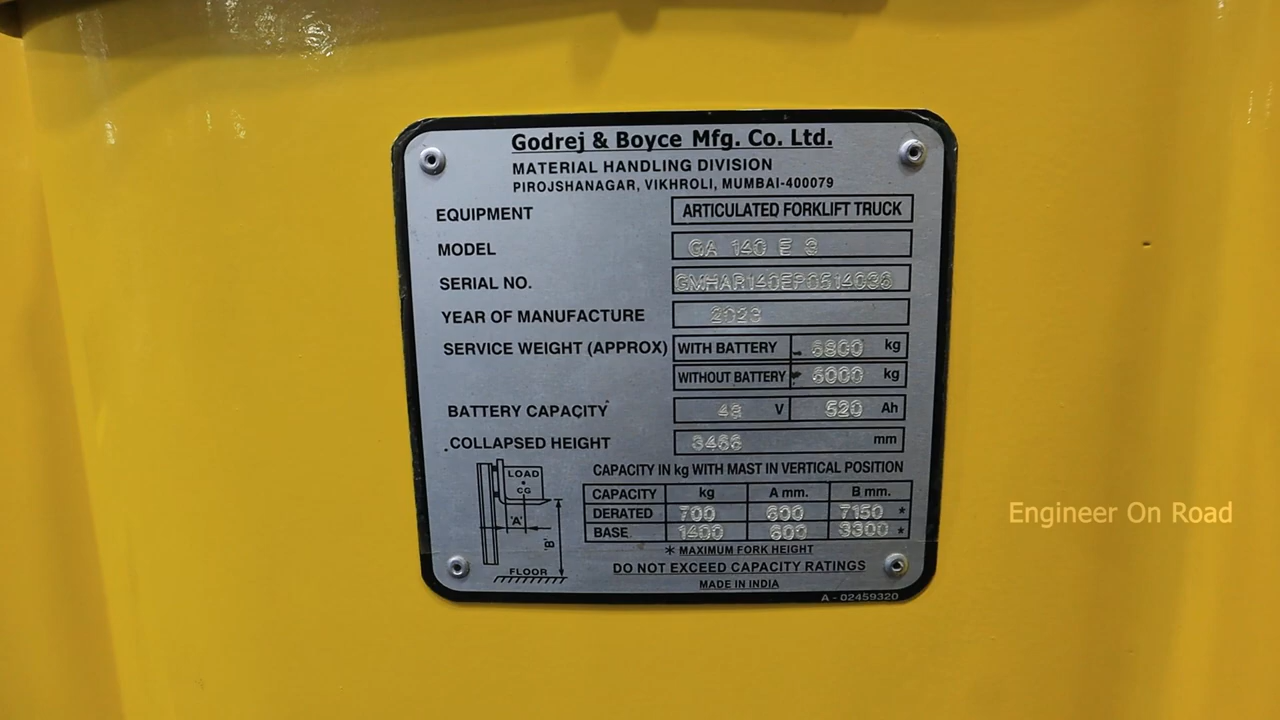 Godrej & Boyce Mfg. Co. Ltd.
MATERIAL HANDLING DIVISION
PIROJSHANAGAR, VIKHROLI, MUMBAI-400079
EQUIPMENT ARTICULATED FORKLIFT TRUCK
MODEL GA 140 E 3
SERIAL NO.
YEAR OF MANUFACTURE 2023
SERVICE WEIGHT (APPROX) WITH BATTERY 6800 kg
WITHOUT BATTERY 6000 kg
BATTERY CAPACITY 48 V 520 Ah
COLLAPSED HEIGHT mm
LOAD
CG
'A'
'B'
FLOOR
CAPACITY IN kg WITH MAST IN VERTICAL POSITION
CAPACITY kg A mm. B mm.
DERATED 700 600 7150 *
BASE 1400 600 3300 *
* MAXIMUM FORK HEIGHT
DO NOT EXCEED CAPACITY RATINGS
MADE IN INDIA
A - 02459320
Engineer On Road